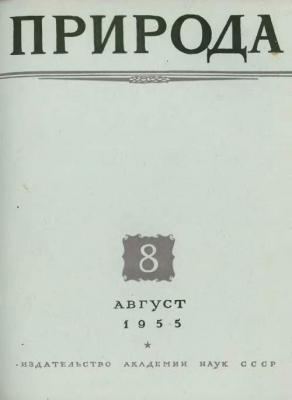 ПРИРОДА
8
АВГУСТ
1955
ИЗДАТЕЛЬСТВО АКАДЕМИИ НАУК СССР